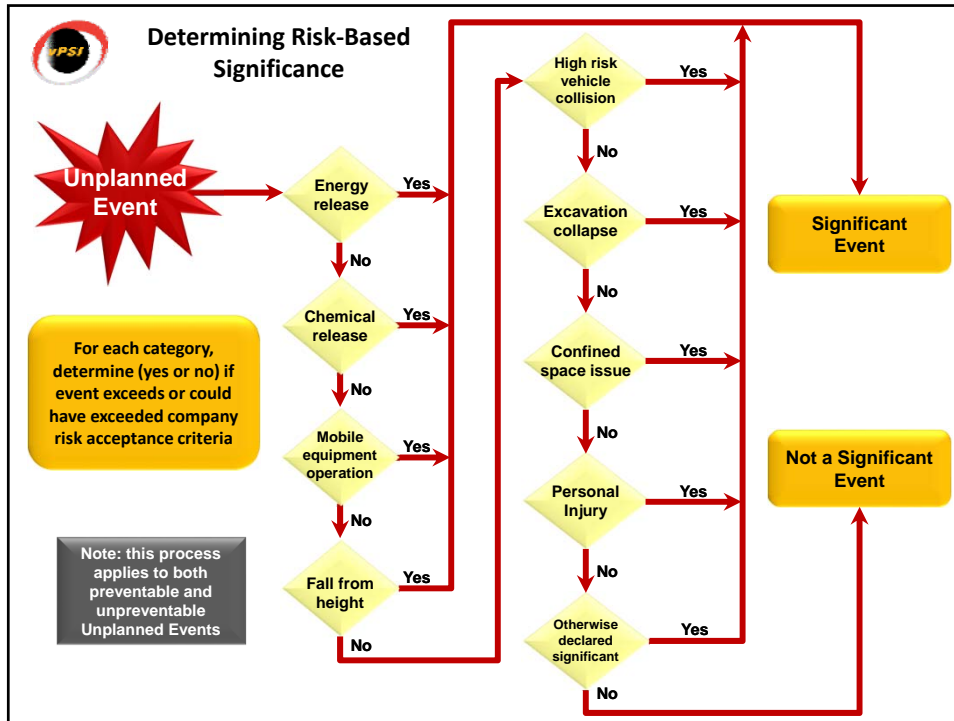 vPSI
Determining Risk-Based
Significance
Unplanned
Event
Energy
release
Yes
No
Chemical
release
Yes
No
Mobile
equipment
operation
Yes
No
Fall from
height
Yes
No
High risk
vehicle
collision
Yes
No
Excavation
collapse
Yes
No
Confined
space issue
Yes
No
Personal
Injury
Yes
No
Otherwise
declared
significant
Yes
No
Significant
Event
Not a Significant
Event
For each category,
determine (yes or no) if
event exceeds or could
have exceeded company
risk acceptance criteria
Note: this process
applies to both
preventable and
unpreventable
Unplanned Events